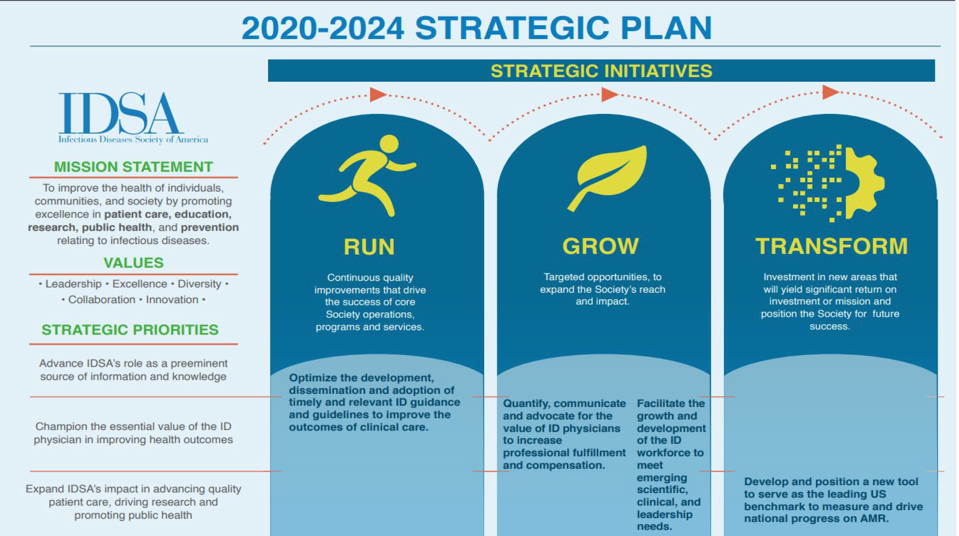 2020-2024 STRATEGIC PLAN
STRATEGIC INITIATIVES
IDSA
Infectious Diseases Society of America
MISSION STATEMENT
To improve the health of individuals,
communities, and society by promoting
excellence in patient care, education,
research, public health, and prevention
relating to infectious diseases.
VALUES
• Leadership • Excellence • Diversity •
• Collaboration • Innovation •
STRATEGIC PRIORITIES
Advance IDSA's role as a preeminent
source of information and knowledge
Champion the essential value of the ID
physician in improving health outcomes
Expand IDSA's impact in advancing quality
patient care, driving research and
promoting public health
RUN
Continuous quality
improvements that drive
the success of core
Society operations,
programs and services.
Optimize the development,
dissemination and adoption of
timely and relevant ID guidance
and guidelines to improve the
outcomes of clinical care.
GROW
Targeted opportunities, to
expand the Society's reach
and impact.
Quantify, communicate
and advocate for the
value of ID physicians
to increase
professional fulfillment
and compensation.
Facilitate the
growth and
development
of the ID
workforce to
meet
emerging
scientific,
clinical, and
leadership
needs.
TRANSFORM
Investment in new areas that
will yield significant return on
investment or mission and
position the Society for future
success.
Develop and position a new tool
to serve as the leading US
benchmark to measure and drive
national progress on AMR.